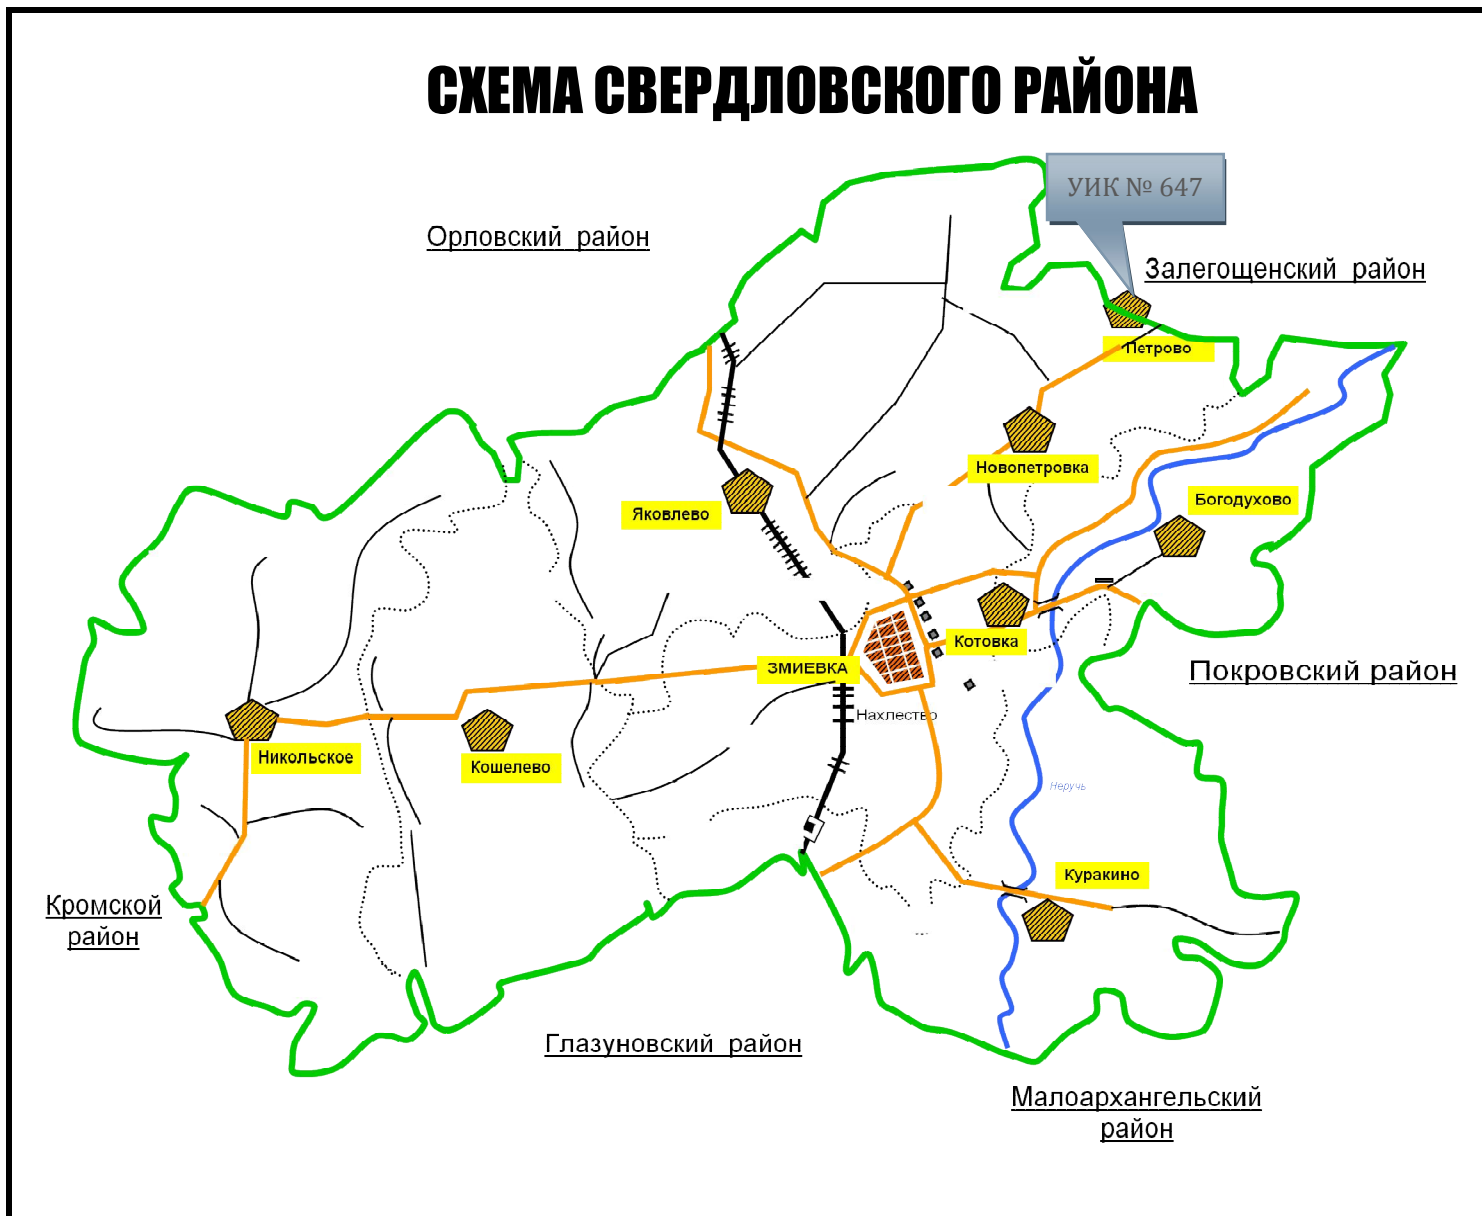 СХЕМА СВЕРДЛОВСКОГО РАЙОНА
УИК № 647
Орловский район
Залегощенский район
Петрово
Новопетровка
Богодухово
Яковлево
Котовка
ЗМИЕВКА
Покровский район
Нахлество
Никольское
Кошелево
Неручь
Куракино
Кромской
район
Глазуновский район
Малоархангельский
район